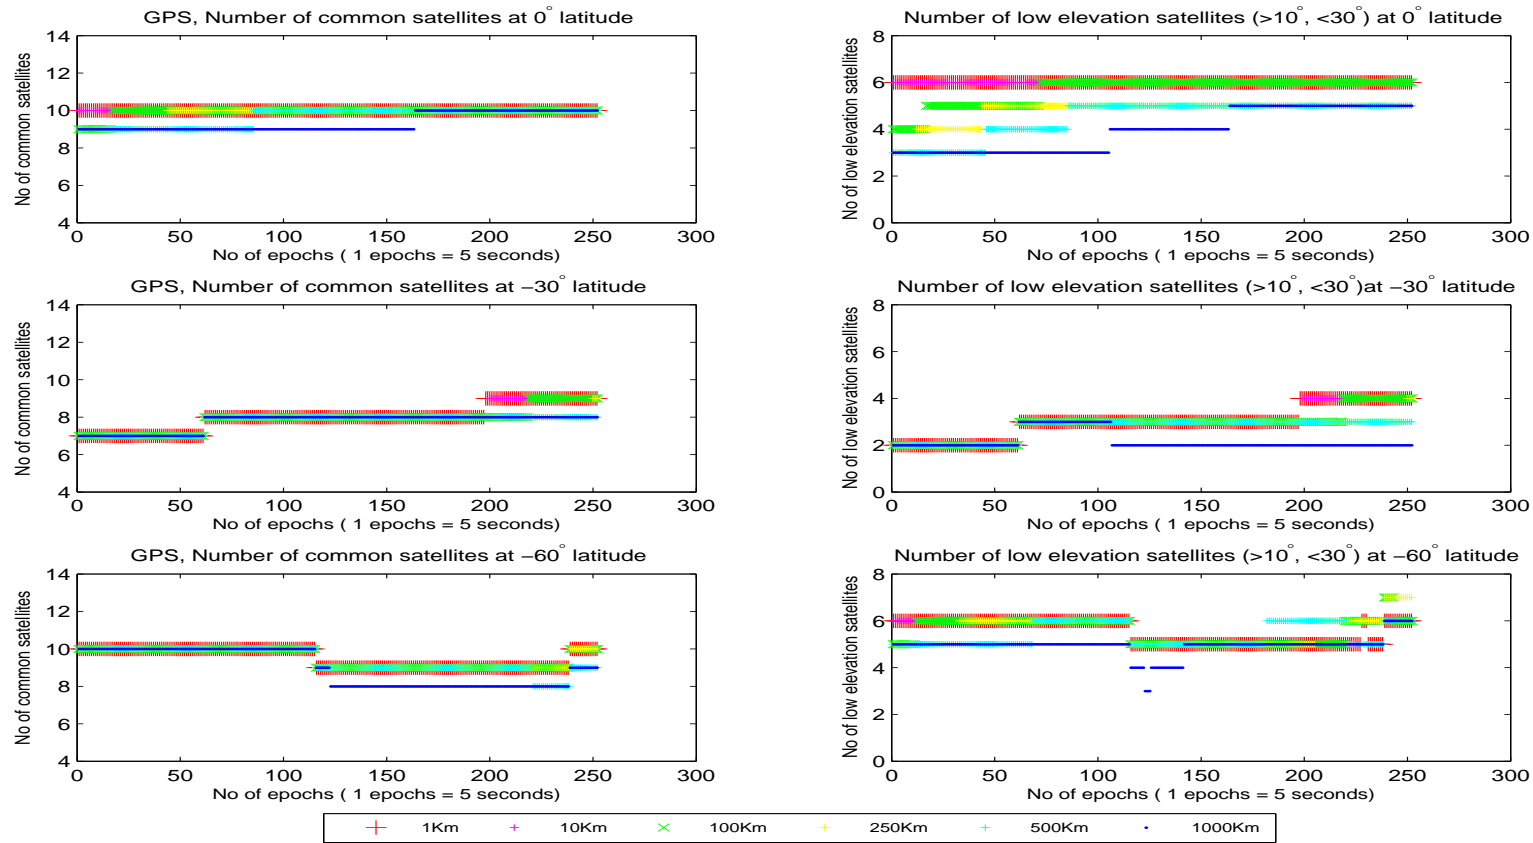 GPS, Number of common satellites at 0° latitude
No of common satellites
14
12
10
8
6
4
0 50 100 150 200 250 300
No of epochs ( 1 epochs = 5 seconds)
Number of low elevation satellites (>10°, <30°) at 0° latitude
No of low elevation satellites
8
6
4
2
0
0 50 100 150 200 250 300
No of epochs ( 1 epochs = 5 seconds)
GPS, Number of common satellites at −30° latitude
No of common satellites
14
12
10
8
6
4
0 50 100 150 200 250 300
No of epochs ( 1 epochs = 5 seconds)
Number of low elevation satellites (>10°, <30°)at −30° latitude
No of low elevation satellites
8
6
4
2
0
0 50 100 150 200 250 300
No of epochs ( 1 epochs = 5 seconds)
GPS, Number of common satellites at −60° latitude
No of common satellites
14
12
10
8
6
4
0 50 100 150 200 250 300
No of epochs ( 1 epochs = 5 seconds)
Number of low elevation satellites (>10°, <30°) at −60° latitude
No of low elevation satellites
8
6
4
2
0
0 50 100 150 200 250 300
No of epochs ( 1 epochs = 5 seconds)
1Km 10Km 100Km 250Km 500Km 1000Km